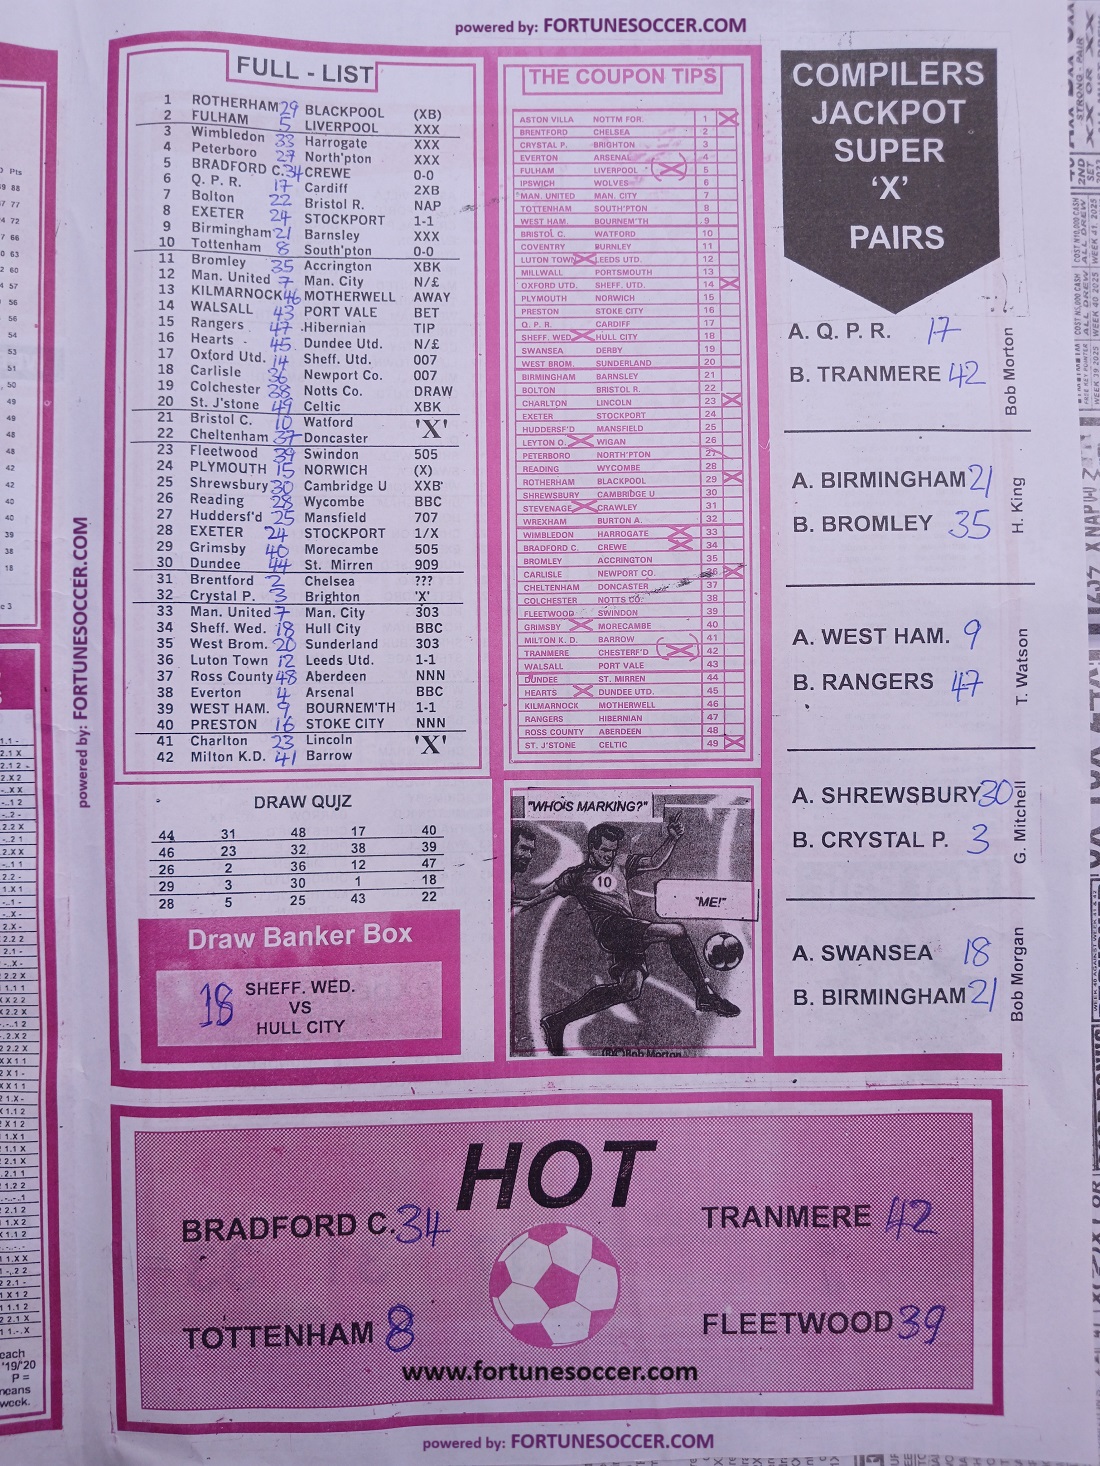 powered by: FORTUNESOCCER.COM
FULL - LIST
1 ROTHERHAM 29 BLACKPOOL (XB)
2 FULHAM 5 LIVERPOOL XXX
3 Wimbledon 33 Harrogate XXX
4 Peterboro 27 North'pton XXX
5 BRADFORD C. 34 CREWE 0-0
6 Q. P. R. 17 Cardiff 2XB
7 Bolton 22 Bristol R. NAP
8 EXETER 24 STOCKPORT 1-1
9 Birmingham 21 Barnsley XXX
10 Tottenham 8 South'pton 0-0
11 Bromley 35 Accrington XBK
12 Man. United 7 Man. City N/£
13 KILMARNOCK 46 MOTHERWELL AWAY
14 WALSALL 43 PORT VALE BET
15 Rangers 47 Hibernian TIP
16 Hearts 45 Dundee Utd. N/£
17 Oxford Utd. 14 Sheff. Utd. 007
18 Carlisle 36 Newport Co. 007
19 Colchester 38 Notts Co. DRAW
20 St. J'stone 49 Celtic XBK
21 Bristol C. 10 Watford
22 Cheltenham 37 Doncaster 'X'
23 Fleetwood 39 Swindon 505
24 PLYMOUTH 15 NORWICH (X)
25 Shrewsbury 30 Cambridge U XXB'
26 Reading 28 Wycombe BBC
27 Huddersf'd 25 Mansfield 707
28 EXETER 24 STOCKPORT 1/X
29 Grimsby 40 Morecambe 505
30 Dundee 44 St. Mirren 909
31 Brentford 2 Chelsea ???
32 Crystal P. 3 Brighton 'X'
33 Man. United 7 Man. City 303
34 Sheff. Wed. 18 Hull City BBC
35 West Brom. 20 Sunderland 303
36 Luton Town 12 Leeds Utd. 1-1
37 Ross County 48 Aberdeen NNN
38 Everton 4 Arsenal BBC
39 WEST HAM. 9 BOURNEM'TH 1-1
40 PRESTON 16 STOKE CITY NNN
41 Charlton 23 Lincoln 'X'
42 Milton K.D. 41 Barrow
THE COUPON TIPS
ASTON VILLA NOTTM FOR. 1 X
BRENTFORD CHELSEA 2
CRYSTAL P. BRIGHTON 3
EVERTON ARSENAL 4
FULHAM LIVERPOOL (X) 5
IPSWICH WOLVES 6
MAN. UNITED MAN. CITY 7
TOTTENHAM SOUTH'PTON 8
WEST HAM. BOURNEM'TH 9
BRISTOL C. WATFORD 10
COVENTRY BURNLEY 11
LUTON TOWN X LEEDS UTD. 12
MILLWALL PORTSMOUTH 13
OXFORD UTD. SHEFF. UTD. 14 X
PLYMOUTH NORWICH 15
PRESTON STOKE CITY 16
Q. P. R. CARDIFF 17
SHEFF. WED. X HULL CITY 18
SWANSEA DERBY 19
WEST BROM. SUNDERLAND 20
BIRMINGHAM BARNSLEY 21
BOLTON BRISTOL R. 22
CHARLTON LINCOLN 23 X
EXETER STOCKPORT 24
HUDDERSF'D MANSFIELD 25
LEYTON O. X WIGAN 26
PETERBORO NORTH'PTON 27
READING WYCOMBE 28
ROTHERHAM BLACKPOOL 29 X
SHREWSBURY CAMBRIDGE U 30
STEVENAGE X CRAWLEY 31
WREXHAM BURTON A. 32
WIMBLEDON HARROGATE X 33
BRADFORD C. CREWE X 34
BROMLEY ACCRINGTON 35
CARLISLE NEWPORT CO. 36 X
CHELTENHAM DONCASTER 37
COLCHESTER NOTTS CO. 38
FLEETWOOD SWINDON 39
GRIMSBY X MORECAMBE 40
MILTON K. D. BARROW 41
TRANMERE CHESTERF'D (X) 42
WALSALL PORT VALE 43
DUNDEE ST. MIRREN 44
HEARTS X DUNDEE UTD. 45
KILMARNOCK MOTHERWELL 46
RANGERS HIBERNIAN 47
ROSS COUNTY ABERDEEN 48
ST. J'STONE CELTIC 49 X
COMPILERS
JACKPOT
SUPER
'X'
PAIRS
A. Q. P. R. 17
B. TRANMERE 42
Bob Morton
A. BIRMINGHAM 21
B. BROMLEY 35
H. King
A. WEST HAM. 9
B. RANGERS 47
T. Watson
A. SHREWSBURY 30
B. CRYSTAL P. 3
G. Mitchell
A. SWANSEA 18
B. BIRMINGHAM 21
Bob Morgan
powered by: FORTUNESOCCER.COM
DRAW QUIZ
44 31 48 17 40
46 23 32 38 39
26 2 36 12 47
29 3 30 1 18
28 5 25 43 22
Draw Banker Box
18 SHEFF. WED.
VS
HULL CITY
"WHO'S MARKING?"
10
"ME!"
Bob Morton
HOT
BRADFORD C. 34 TRANMERE 42
TOTTENHAM 8 FLEETWOOD 39
www.fortunesoccer.com
powered by: FORTUNESOCCER.COM